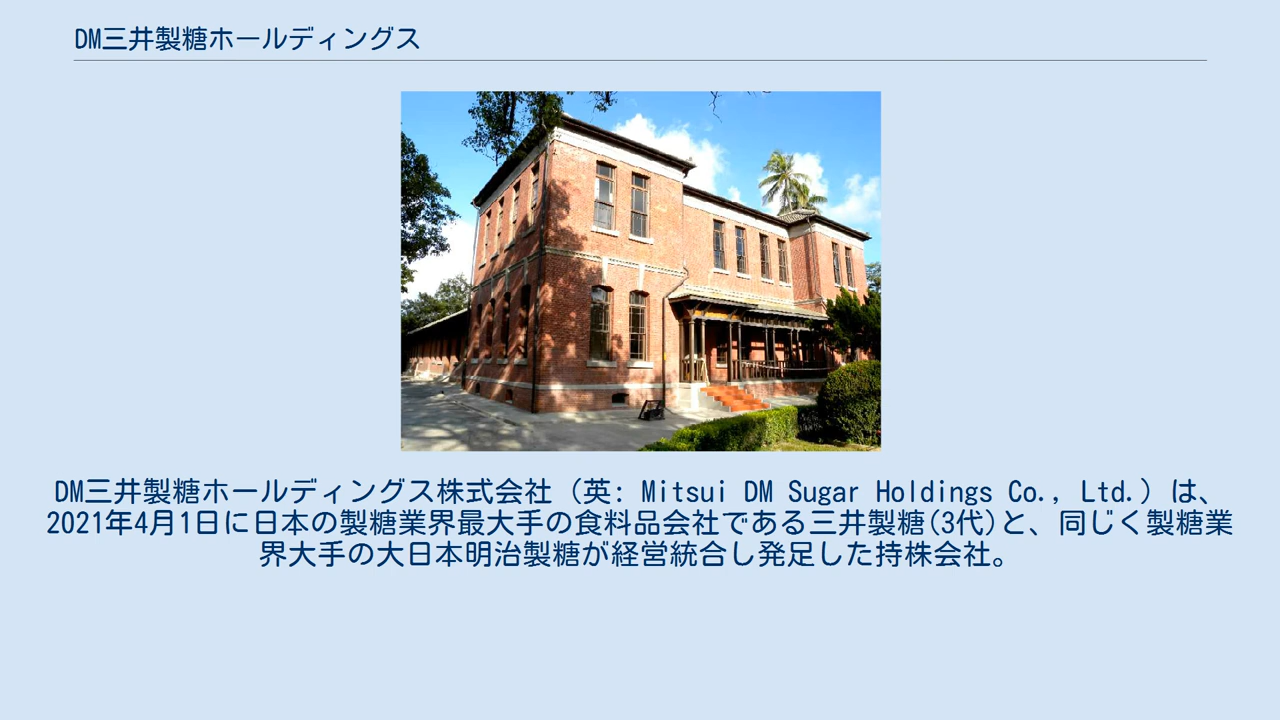 DM三井製糖ホールディングス
DM三井製糖ホールディングス株式会社（英: Mitsui DM Sugar Holdings Co., Ltd.）は、
2021年4月1日に日本の製糖業界最大手の食料品会社である三井製糖(3代)と、同じく製糖業
界大手の大日本明治製糖が経営統合し発足した持株会社。